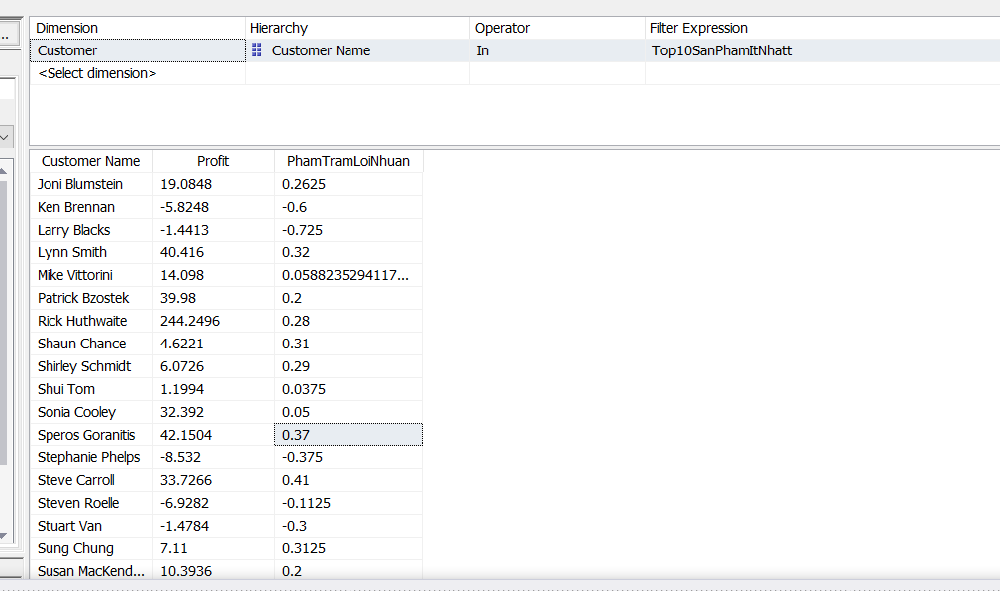 ..
Dimension Hierarchy Operator Filter Expression
Customer Customer Name In Top10SanPhamItNhatt
<Select dimension>
Customer Name Profit PhamTramLoiNhuan
Joni Blumstein 19.0848 0.2625
Ken Brennan -5.8248 -0.6
Larry Blacks -1.4413 -0.725
Lynn Smith 40.416 0.32
Mike Vittorini 14.098 0.0588235294117...
Patrick Bzostek 39.98 0.2
Rick Huthwaite 244.2496 0.28
Shaun Chance 4.6221 0.31
Shirley Schmidt 6.0726 0.29
Shui Tom 1.1994 0.0375
Sonia Cooley 32.392 0.05
Speros Goranitis 42.1504 0.37
Stephanie Phelps -8.532 -0.375
Steve Carroll 33.7266 0.41
Steven Roelle -6.9282 -0.1125
Stuart Van -1.4784 -0.3
Sung Chung 7.11 0.3125
Susan MacKend... 10.3936 0.2